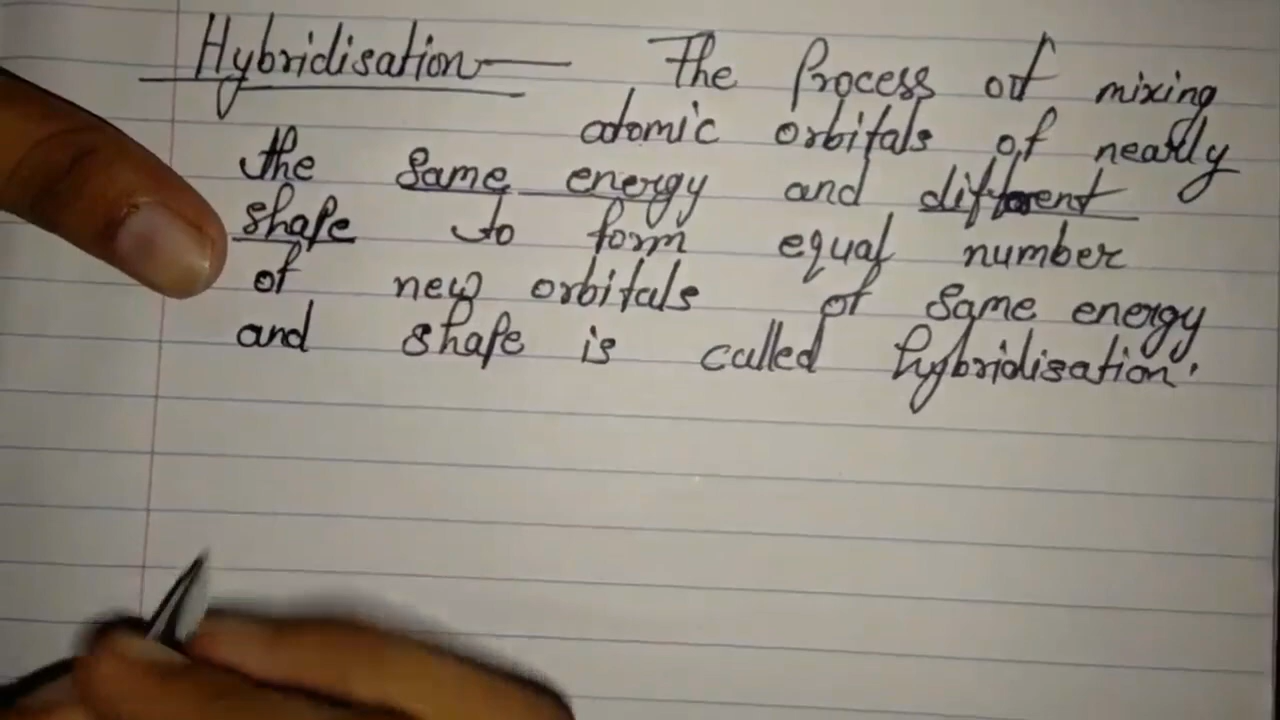 Hybridisation— The Process of mixing
atomic orbitals of nearly
the same energy and different
shape to form equal number
of new orbitals of same energy
and shape is called hybridisation.